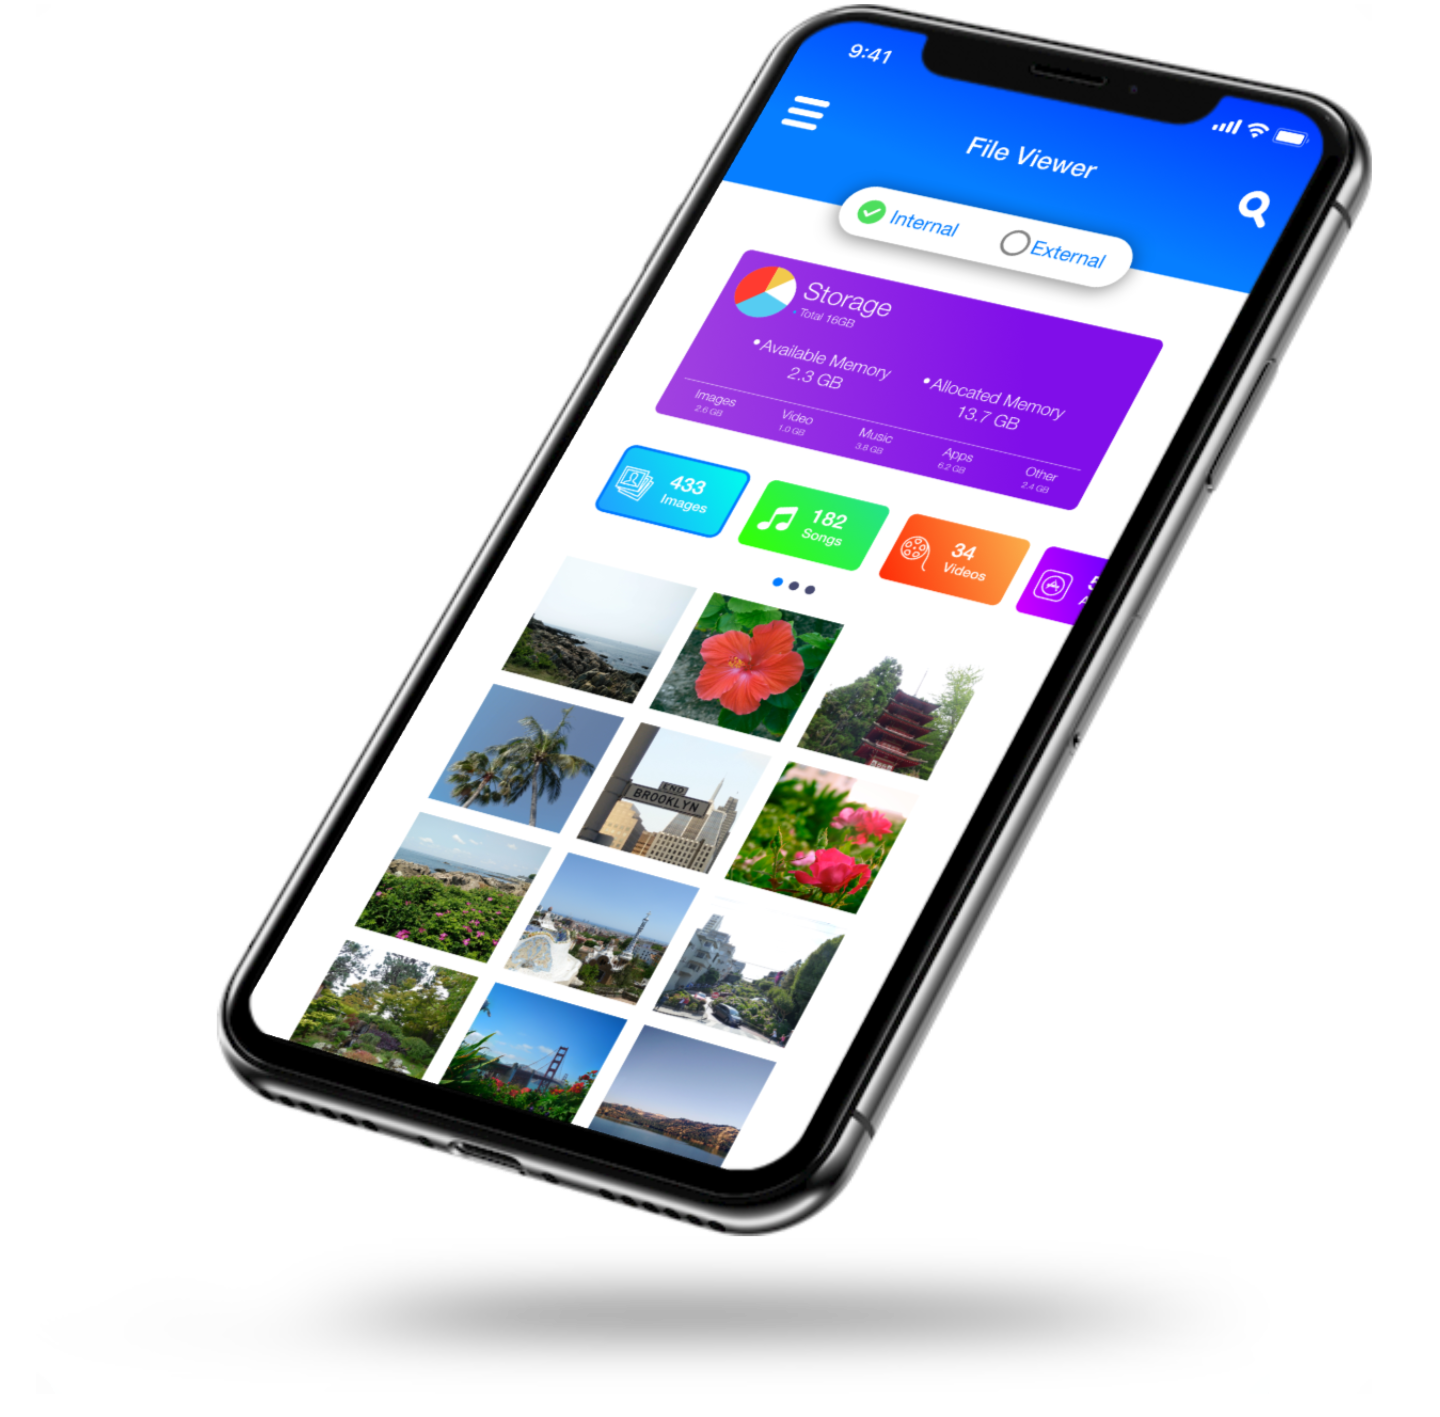 9:41
File Viewer
Internal
External
Storage
• Total 16GB
• Available Memory
2.3 GB
• Allocated Memory
13.7 GB
Images
2.6 GB
Video
1.0 GB
Music
3.8 GB
Apps
6.2 GB
Other
2.4 GB
433
Images
182
Songs
34
Videos
END
BROOKLYN